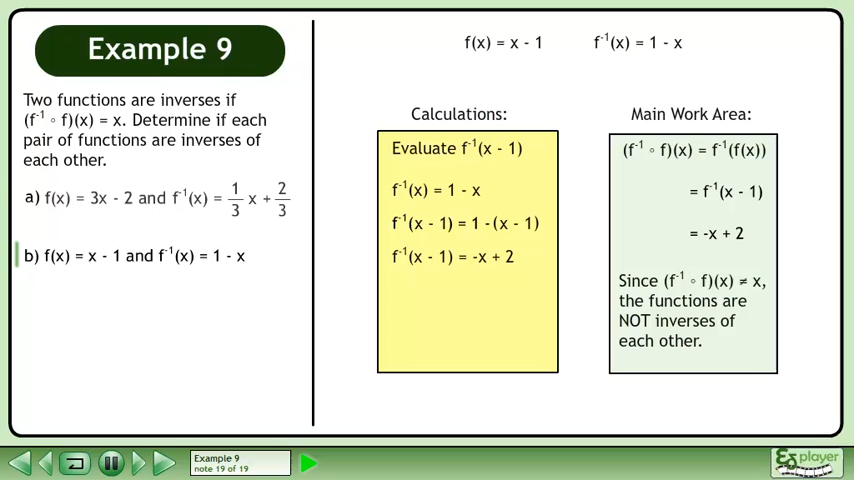 Example 9
Two functions are inverses if
(f⁻¹ ∘ f)(x) = x. Determine if each
pair of functions are inverses of
each other.
a) f(x) = 3x - 2 and f⁻¹(x) = 1/3 x + 2/3
b) f(x) = x - 1 and f⁻¹(x) = 1 - x
f(x) = x - 1 f⁻¹(x) = 1 - x
Calculations:
Evaluate f⁻¹(x - 1)
f⁻¹(x) = 1 - x
f⁻¹(x - 1) = 1 - (x - 1)
f⁻¹(x - 1) = -x + 2
Main Work Area:
(f⁻¹ ∘ f)(x) = f⁻¹(f(x))
= f⁻¹(x - 1)
= -x + 2
Since (f⁻¹ ∘ f)(x) ≠ x,
the functions are
NOT inverses of
each other.
Example 9
note 19 of 19
player